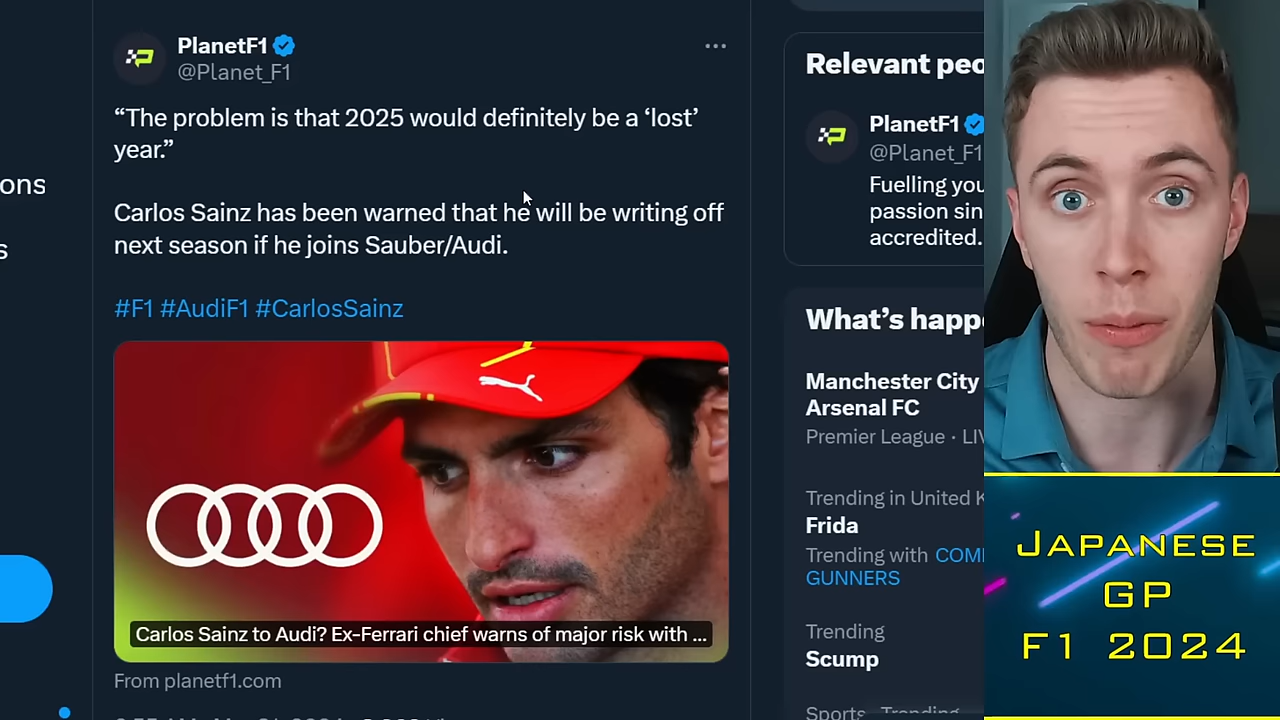 ons
s
PlanetF1
@Planet_F1
“The problem is that 2025 would definitely be a ‘lost’
year.”
Carlos Sainz has been warned that he will be writing off
next season if he joins Sauber/Audi.
#F1 #AudiF1 #CarlosSainz
Carlos Sainz to Audi? Ex-Ferrari chief warns of major risk with ...
From planetf1.com
Relevant peo
PlanetF1
@Planet_F1
Fuelling you
passion sin
accredited.
What’s happ
Manchester City
Arsenal FC
Premier League · LIV
Trending in United K
Frida
Trending with COM
GUNNERS
Trending
Scump
Sports · Trending
JAPANESE
GP
F1 2024